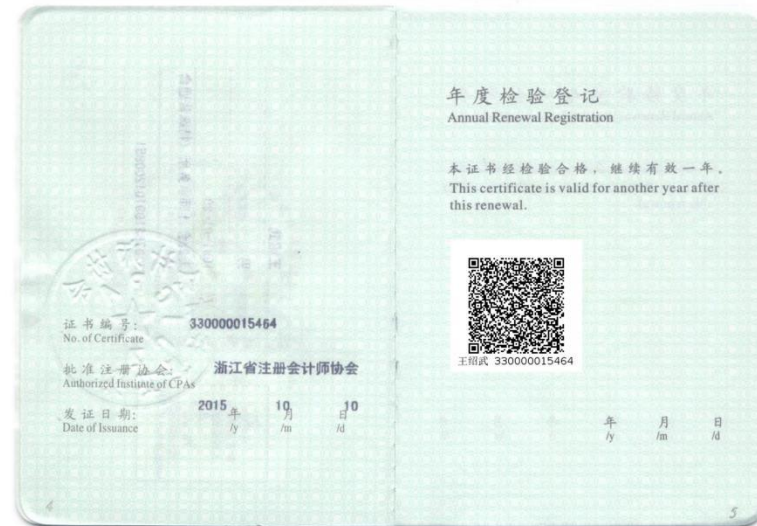 证书编号: 330000015464
No. of Certificate
批准注册协会: 浙江省注册会计师协会
Authorized Institute of CPAs
发证日期: 2015 年 10 月 10 日
Date of Issuance /y /m /d
4
年度检验登记
Annual Renewal Registration
本证书经检验合格，继续有效一年。
This certificate is valid for another year after
this renewal.
王绍武 330000015464
年 月 日
/y /m /d
5